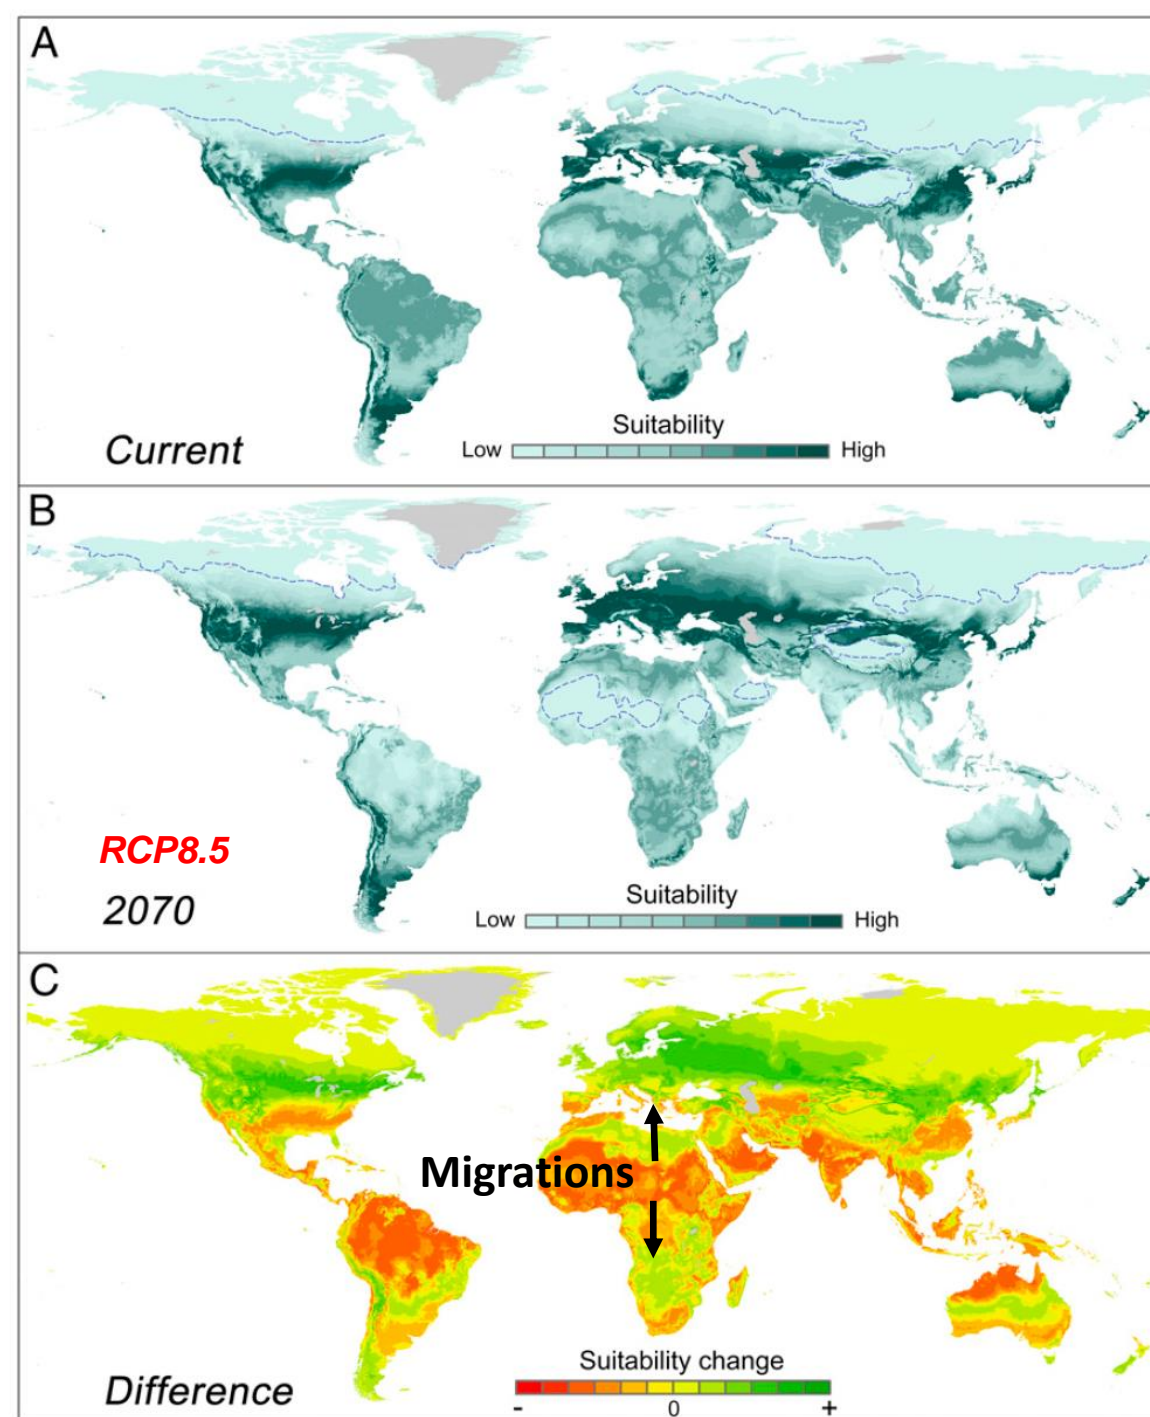 A
Current
Suitability
Low High
B
RCP8.5
2070
Suitability
Low High
C
Migrations
Difference
Suitability change
- 0 +